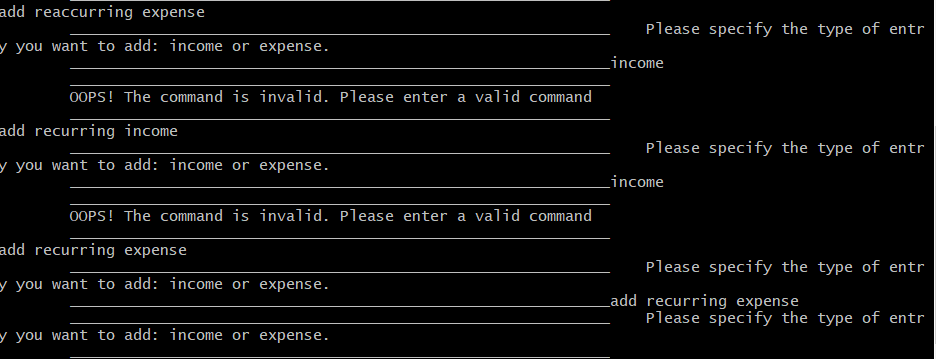 add reaccurring expense
Please specify the type of entr
y you want to add: income or expense.
income
OOPS! The command is invalid. Please enter a valid command
add recurring income
Please specify the type of entr
y you want to add: income or expense.
income
OOPS! The command is invalid. Please enter a valid command
add recurring expense
Please specify the type of entr
y you want to add: income or expense.
add recurring expense
Please specify the type of entr
y you want to add: income or expense.